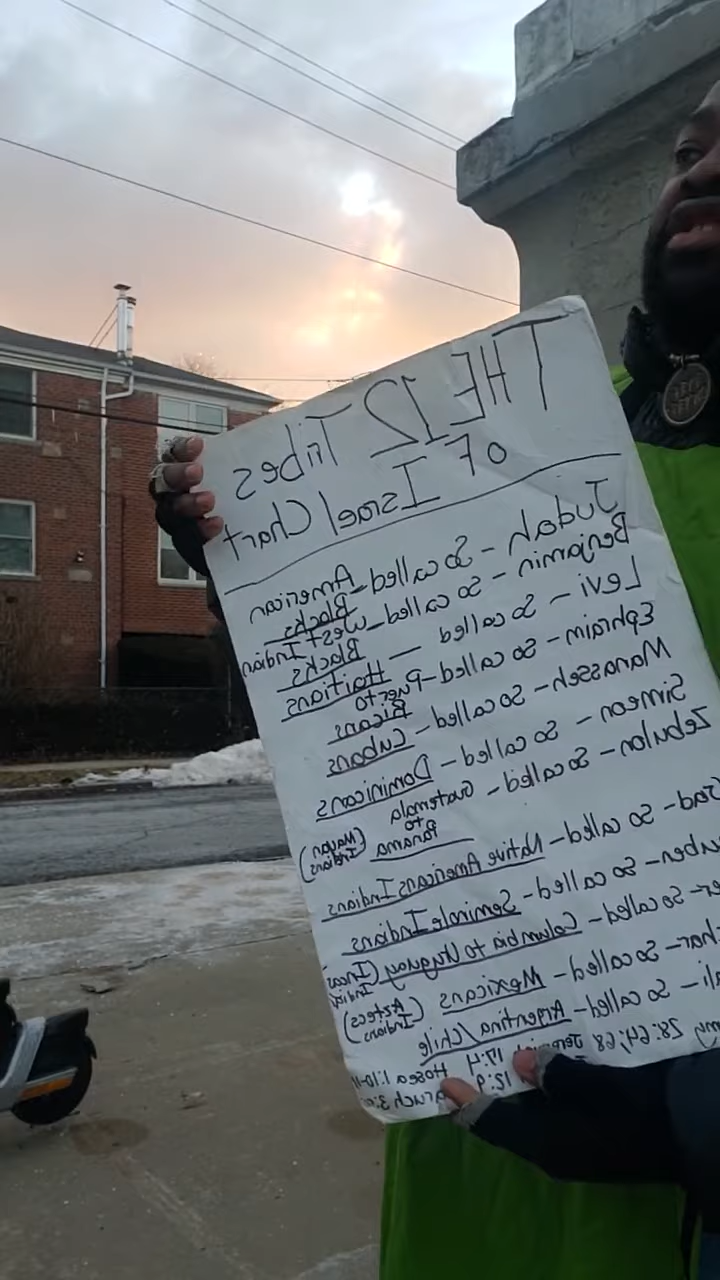 THE 12 Tribes
of Israel Chart
Judah - So called - American
Blacks
Benjamin - So called - West Indian
Blacks
Levi - So called - Haitians
Ephraim - So called - Puerto
Ricans
Manasseh - So called - Cubans
Simeon - So called - Dominicans
Zebulon - So called - Guatemala
to
Panama (Mayan
Indians)
Gad - So called - Native Americans Indians
So called - Seminole Indians
So called - Columbia to Uruguay (Incas
Indians
So called - Mexicans (Aztecs
Indians)
So called - Argentina/Chile
28:64,68 17:4 Hosea 1:10
12:9